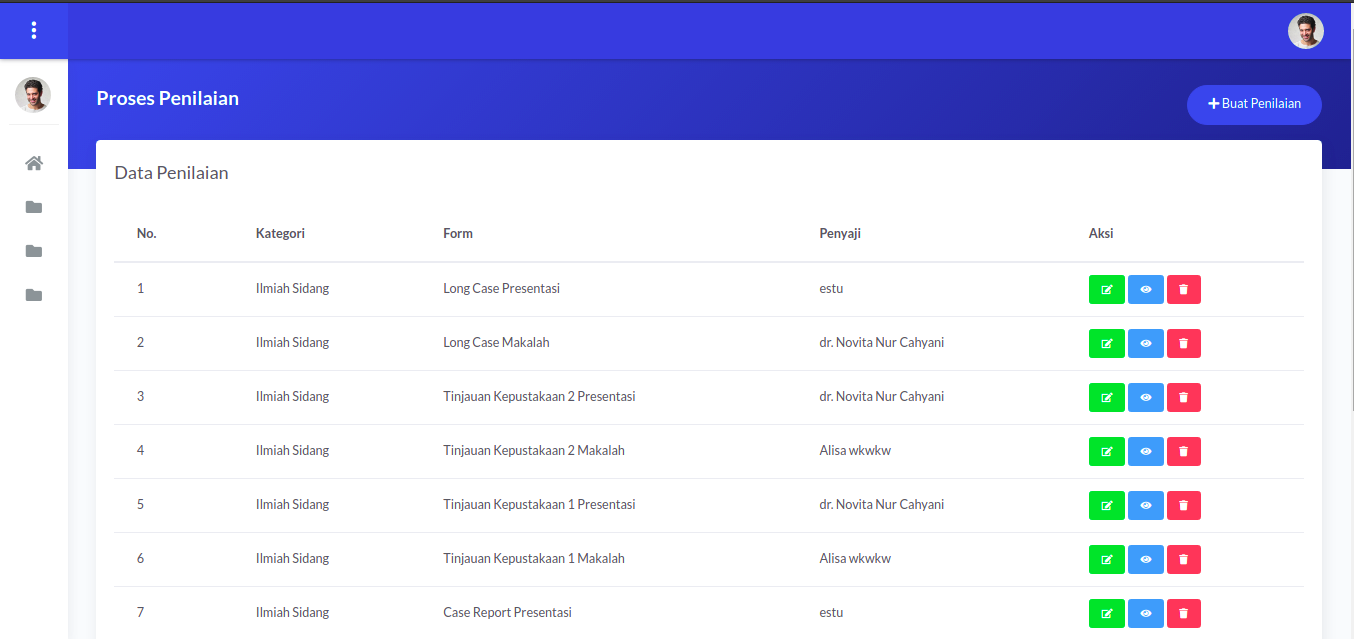 Proses Penilaian
Buat Penilaian
Data Penilaian
No. Kategori Form Penyaji Aksi
1 Ilmiah Sidang Long Case Presentasi estu
2 Ilmiah Sidang Long Case Makalah dr. Novita Nur Cahyani
3 Ilmiah Sidang Tinjauan Kepustakaan 2 Presentasi dr. Novita Nur Cahyani
4 Ilmiah Sidang Tinjauan Kepustakaan 2 Makalah Alisa wkwkw
5 Ilmiah Sidang Tinjauan Kepustakaan 1 Presentasi dr. Novita Nur Cahyani
6 Ilmiah Sidang Tinjauan Kepustakaan 1 Makalah Alisa wkwkw
7 Ilmiah Sidang Case Report Presentasi estu